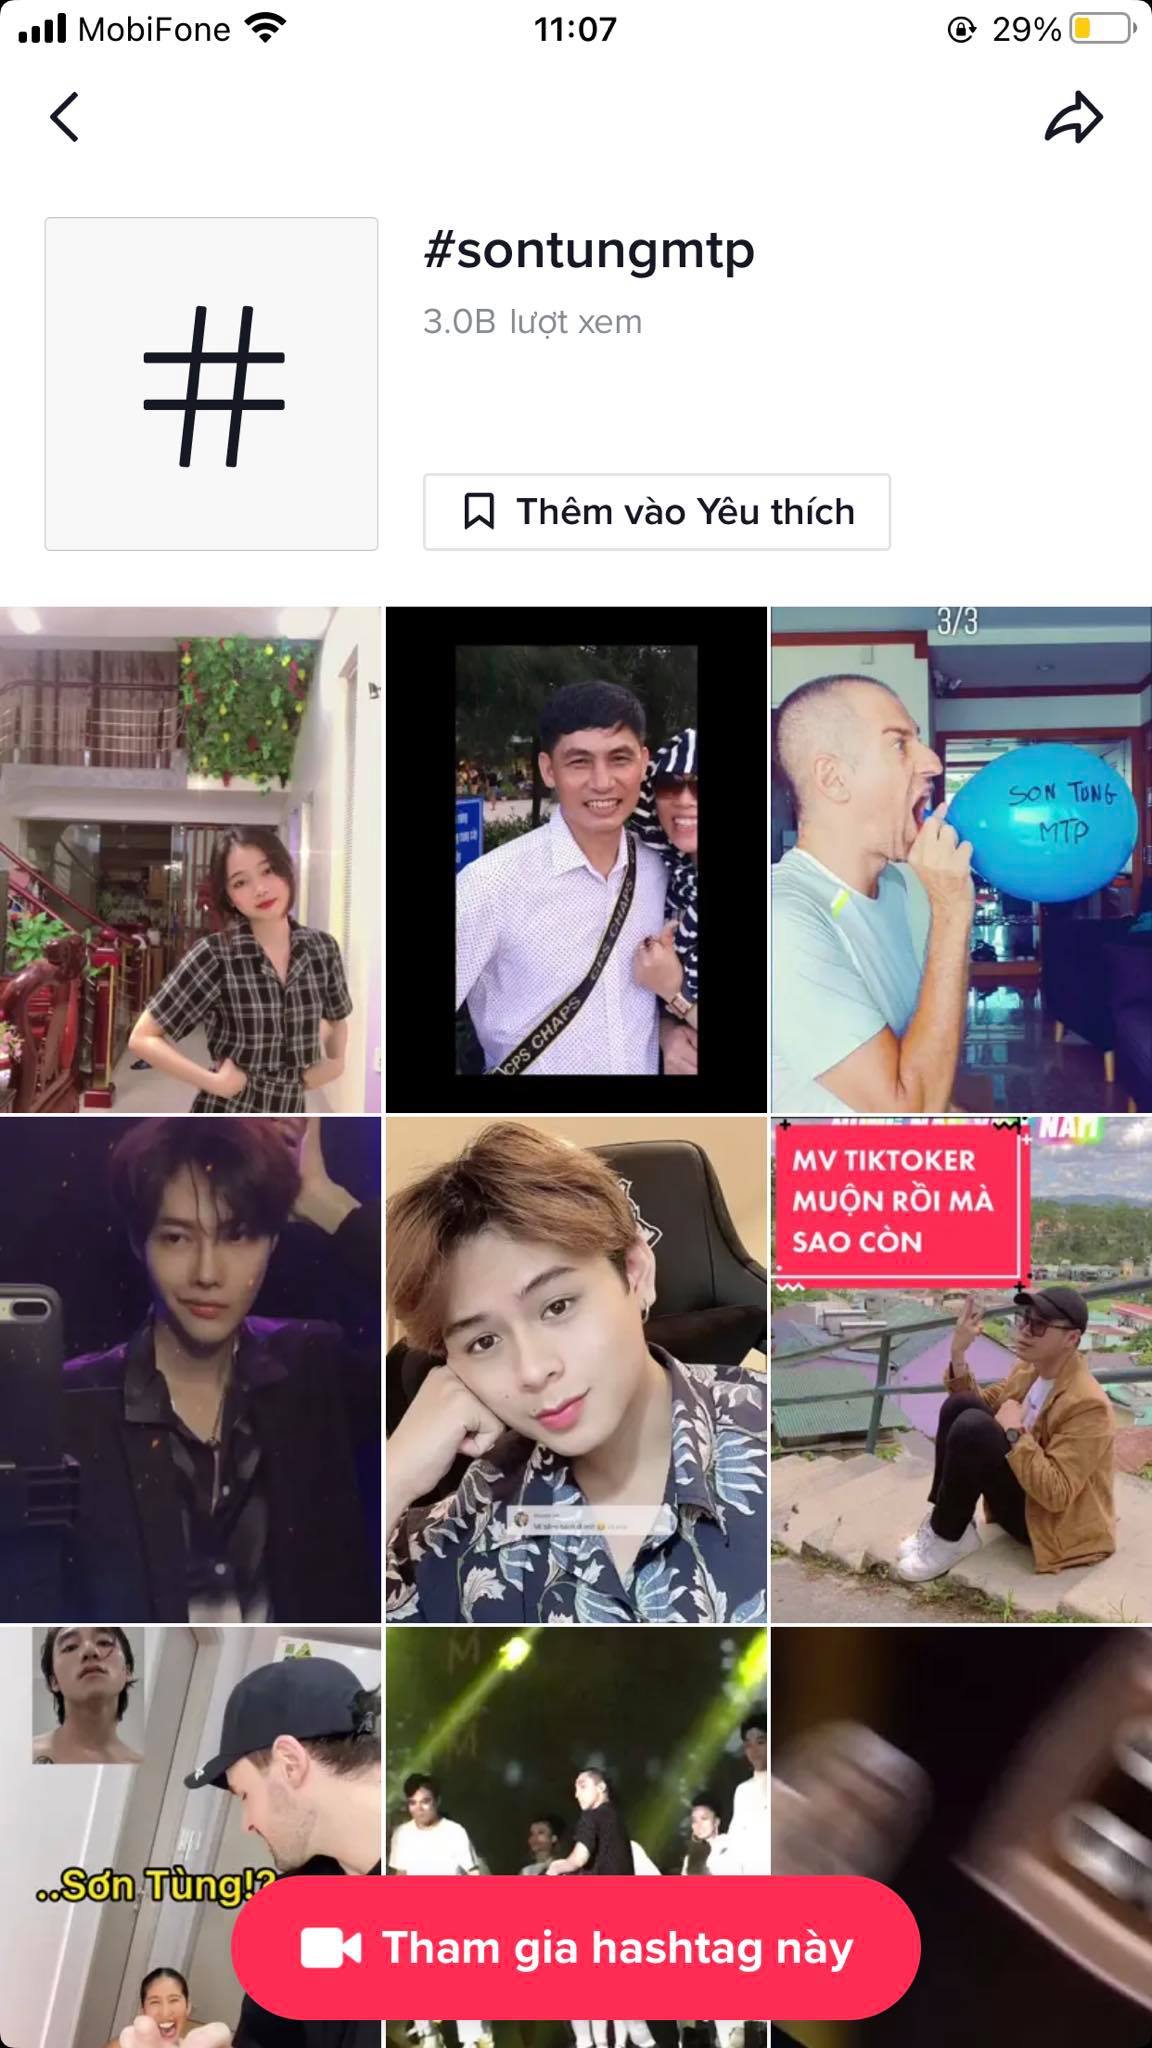 MobiFone 11:07 29%
#sontungmtp
3.0B lượt xem
Thêm vào Yêu thích
3/3
SON TUNG
MTP
CPS CHAPS CPS CHAPS
MV TIKTOKER
MUỘN RỒI MÀ
SAO CÒN
..Sơn Tùng!?
Tham gia hashtag này